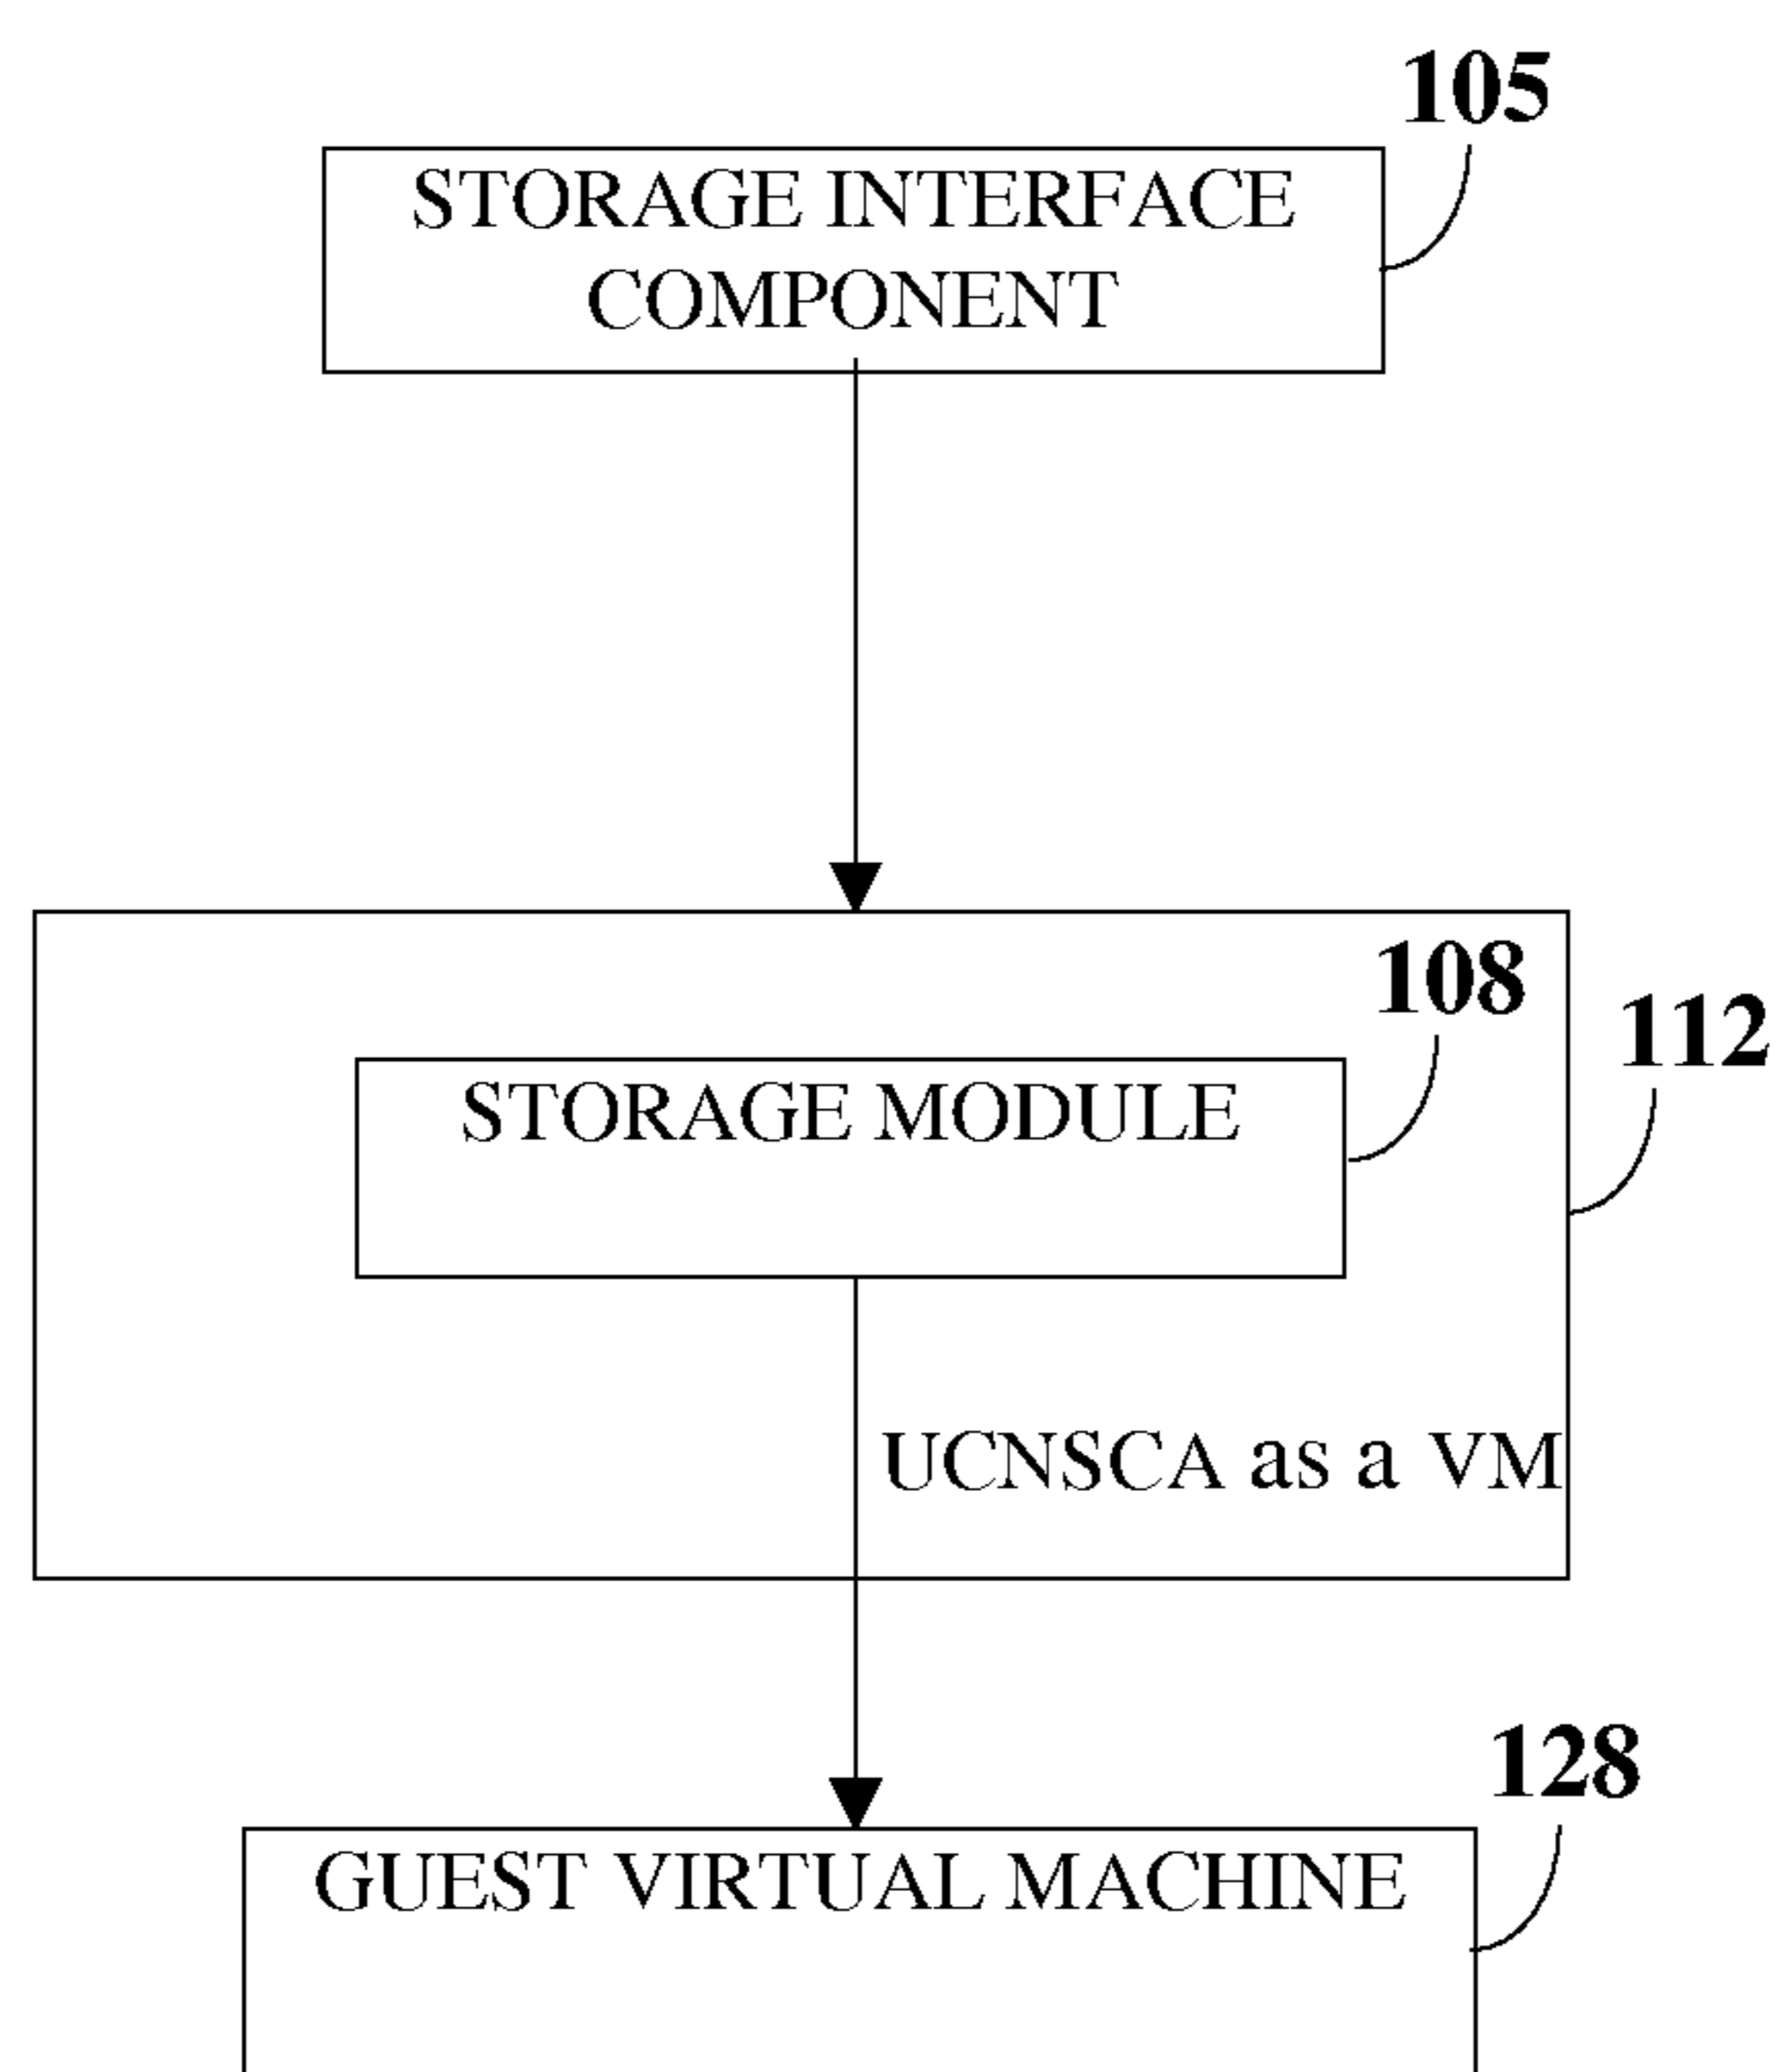 105
STORAGE INTERFACE
COMPONENT
108
112
STORAGE MODULE
UCNSCA as a VM
128
GUEST VIRTUAL MACHINE